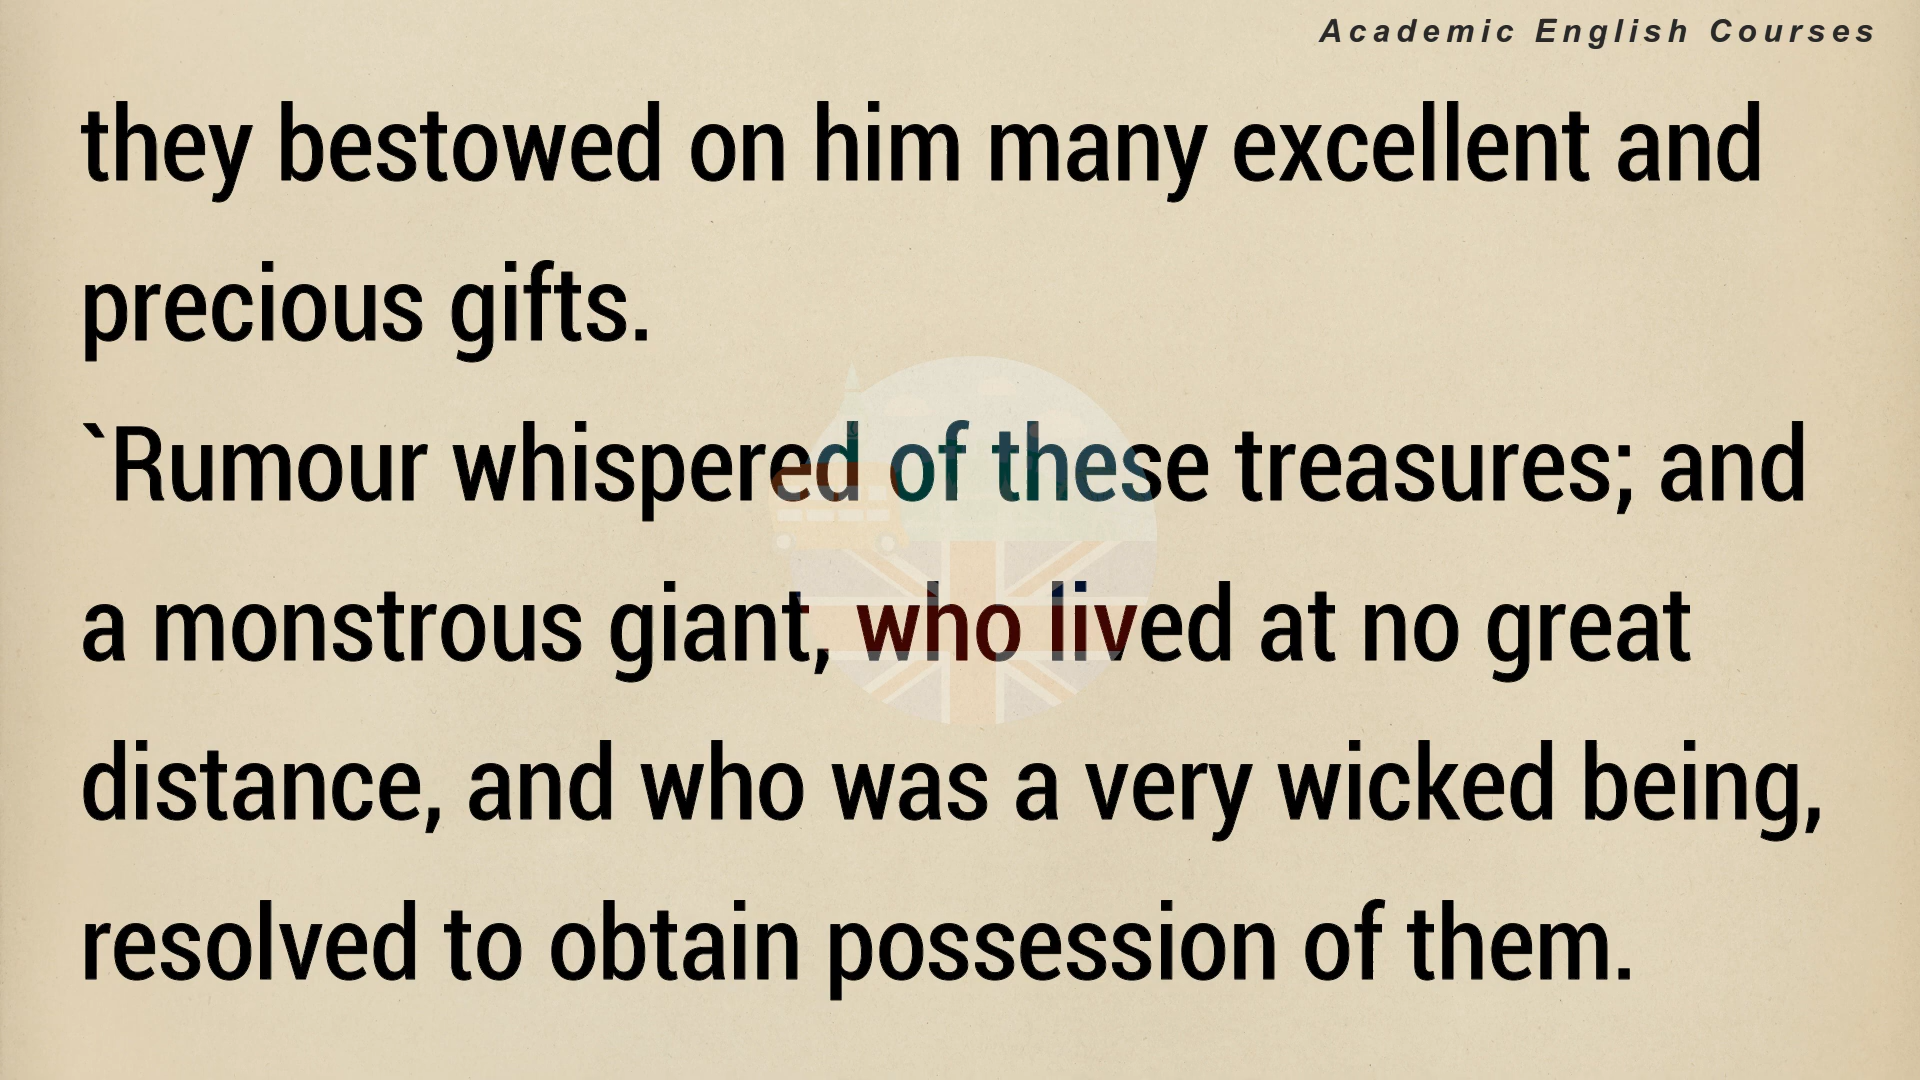 Academic English Courses
they bestowed on him many excellent and
precious gifts.
`Rumour whispered of these treasures; and
a monstrous giant, who lived at no great
distance, and who was a very wicked being,
resolved to obtain possession of them.